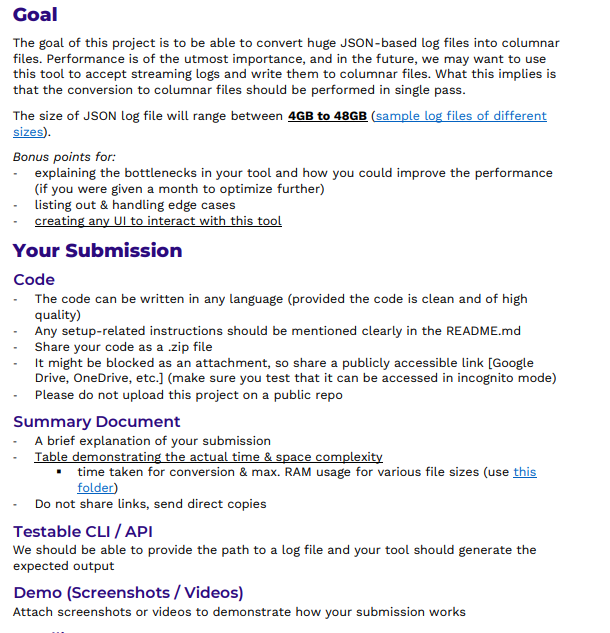 Goal
The goal of this project is to be able to convert huge JSON-based log files into columnar
files. Performance is of the utmost importance, and in the future, we may want to use
this tool to accept streaming logs and write them to columnar files. What this implies is
that the conversion to columnar files should be performed in single pass.
The size of JSON log file will range between 4GB to 48GB (sample log files of different
sizes).
Bonus points for:
- explaining the bottlenecks in your tool and how you could improve the performance
(if you were given a month to optimize further)
- listing out & handling edge cases
- creating any UI to interact with this tool
Your Submission
Code
- The code can be written in any language (provided the code is clean and of high
quality)
- Any setup-related instructions should be mentioned clearly in the README.md
- Share your code as a .zip file
- It might be blocked as an attachment, so share a publicly accessible link [Google
Drive, OneDrive, etc.] (make sure you test that it can be accessed in incognito mode)
- Please do not upload this project on a public repo
Summary Document
- A brief explanation of your submission
- Table demonstrating the actual time & space complexity
▪ time taken for conversion & max. RAM usage for various file sizes (use this
folder)
- Do not share links, send direct copies
Testable CLI / API
We should be able to provide the path to a log file and your tool should generate the
expected output
Demo (Screenshots / Videos)
Attach screenshots or videos to demonstrate how your submission works